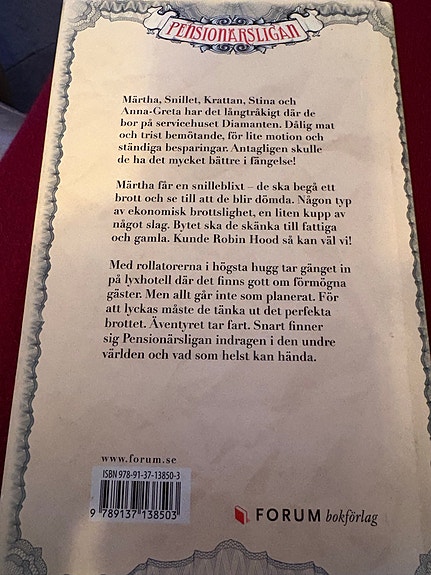 PENSIONÄRSLIGAN
Märtha, Snillet, Krattan, Stina och
Anna-Greta har det långtråkigt där de
bor på servicehuset Diamanten. Dålig mat
och trist bemötande, för lite motion och
ständiga besparingar. Antagligen skulle
de ha det mycket bättre i fängelse!
Märtha får en snilleblixt – de ska begå ett
brott och se till att de blir dömda. Någon typ
av ekonomisk brottslighet, en liten kupp av
något slag. Bytet ska de skänka till fattiga
och gamla. Kunde Robin Hood så kan väl vi!
Med rollatorerna i högsta hugg tar gänget in
på lyxhotell där det finns gott om förmögna
gäster. Men allt går inte som planerat. För
att lyckas måste de tänka ut det perfekta
brottet. Äventyret tar fart. Snart finner
sig Pensionärsligan indragen i den undre
världen och vad som helst kan hända.
www.forum.se
ISBN 978-91-37-13850-3
9 789137 138503
FORUM bokförlag